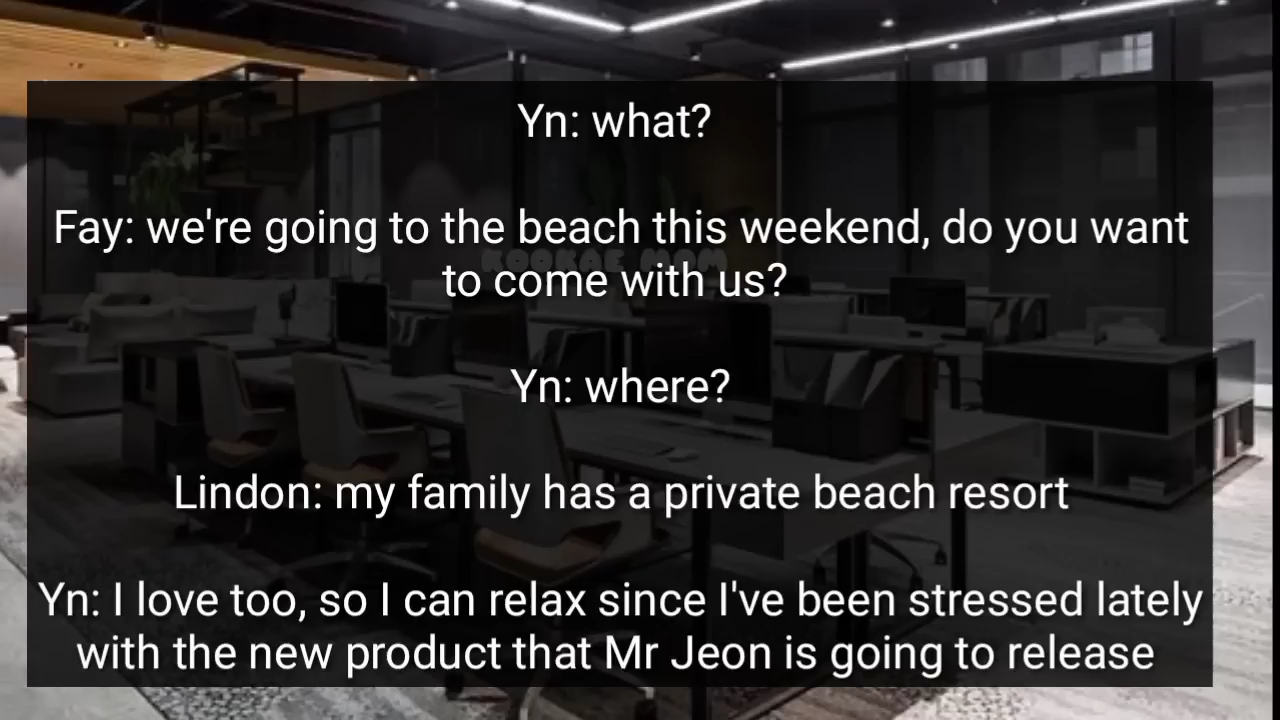 Yn: what?
Fay: we're going to the beach this weekend, do you want
to come with us?
KOOKAE MOM
Yn: where?
Lindon: my family has a private beach resort
Yn: I love too, so I can relax since I've been stressed lately
with the new product that Mr Jeon is going to release